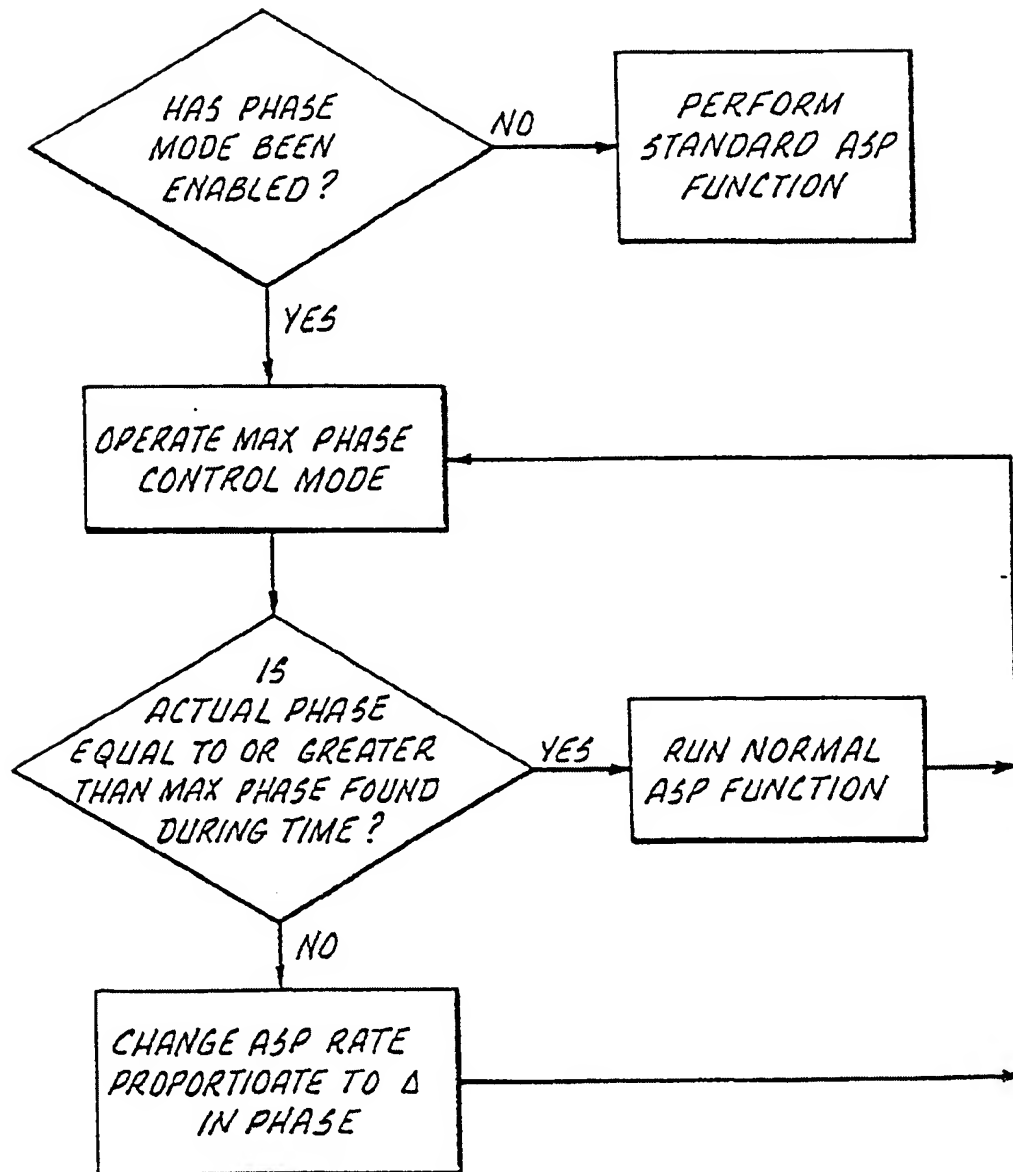 HAS PHASE
MODE BEEN
ENABLED?
NO
PERFORM
STANDARD ASP
FUNCTION
YES
OPERATE MAX PHASE
CONTROL MODE
IS
ACTUAL PHASE
EQUAL TO OR GREATER
THAN MAX PHASE FOUND
DURING TIME?
YES
RUN NORMAL
ASP FUNCTION
NO
CHANGE ASP RATE
PROPORTIOATE TO Δ
IN PHASE